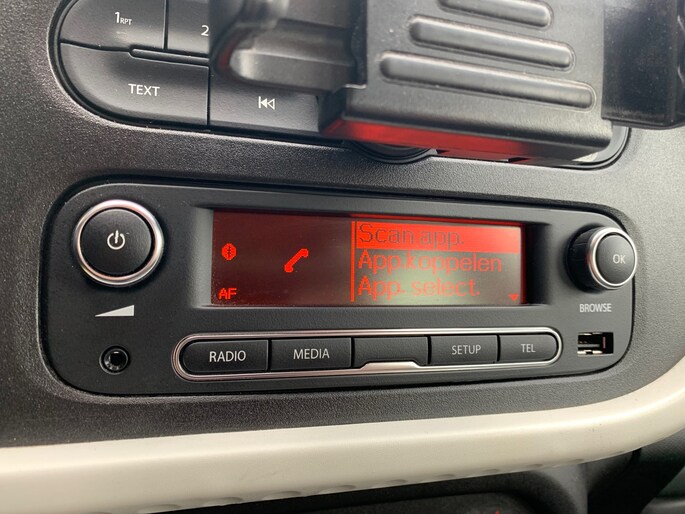 1RPT
2
TEXT
Scan app.
App.koppelen
App. select.
AF
OK
BROWSE
RADIO
MEDIA
SETUP
TEL